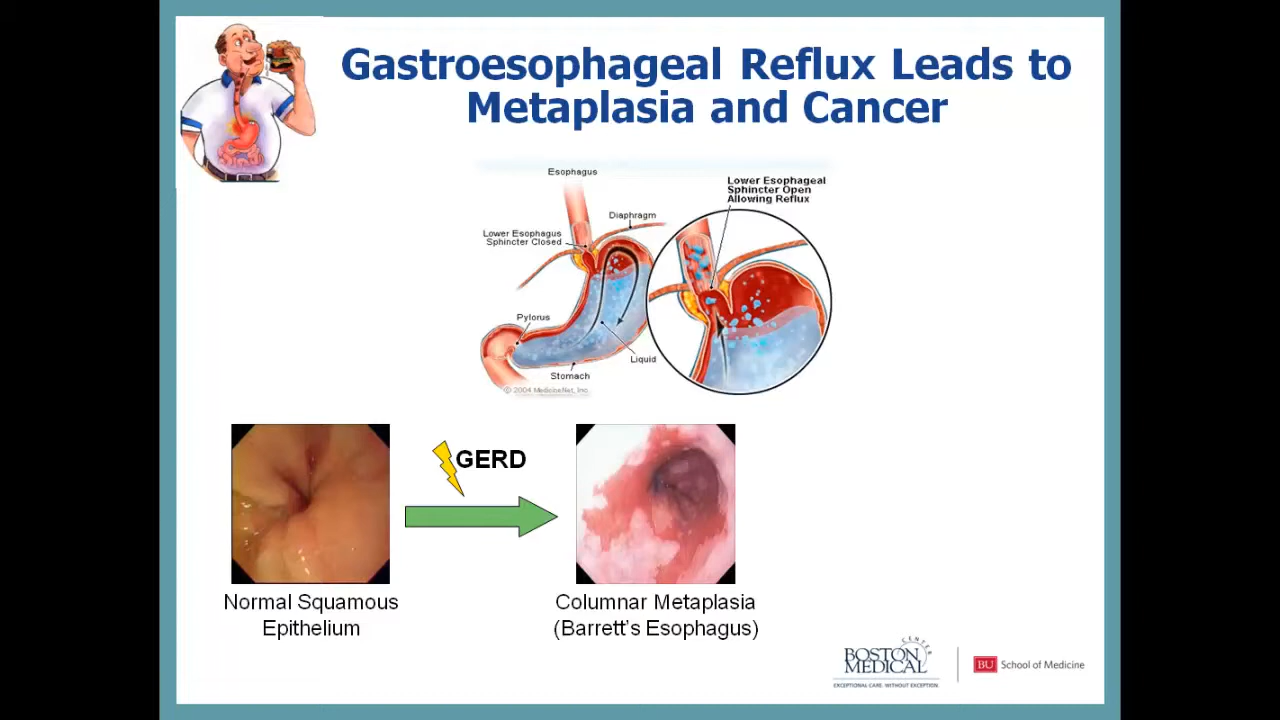 Gastroesophageal Reflux Leads to
Metaplasia and Cancer
Esophagus
Diaphragm
Lower Esophagus
Sphincter Closed
Lower Esophageal
Sphincter Open
Allowing Reflux
Pylorus
Liquid
Stomach
© 2004 MedicineNet, Inc.
GERD
Normal Squamous
Epithelium
Columnar Metaplasia
(Barrett's Esophagus)
BOSTON
MEDICAL
CENTER
EXCEPTIONAL CARE. WITHOUT EXCEPTION.
BU School of Medicine